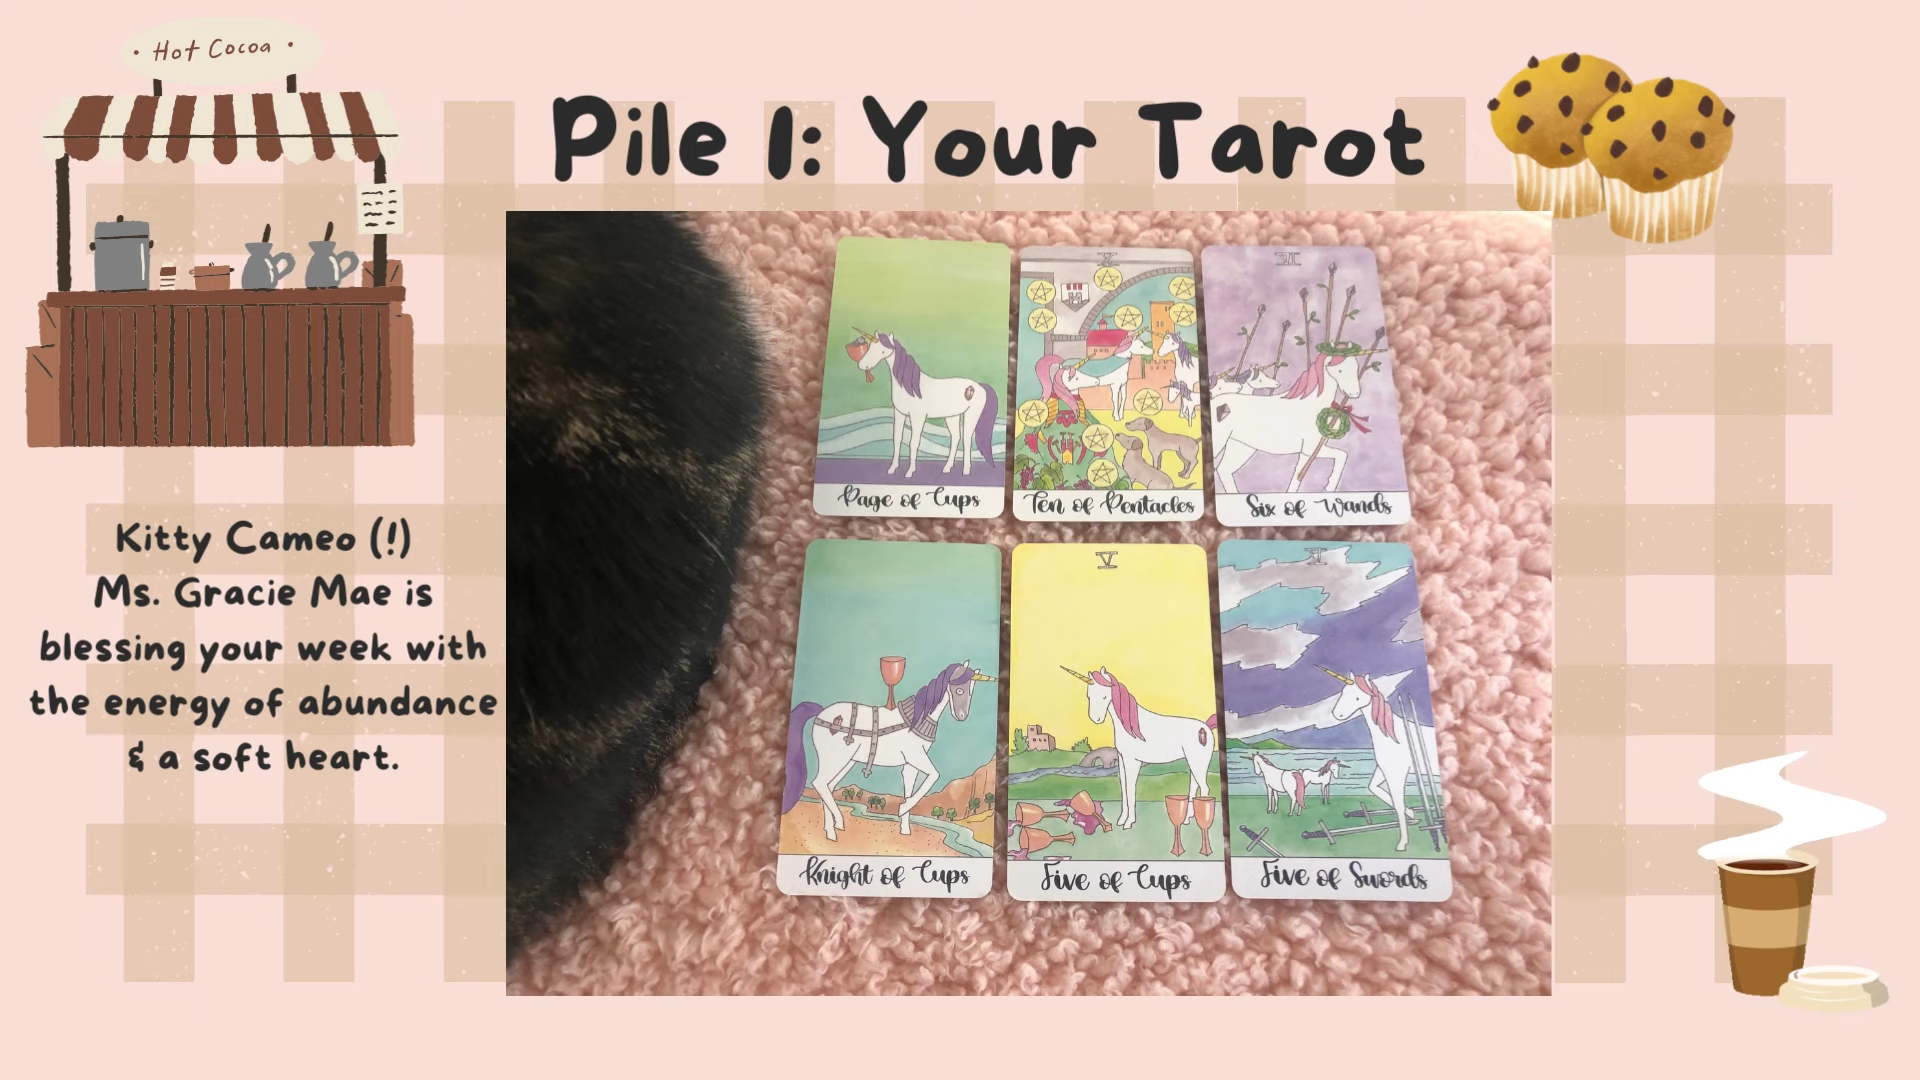 · Hot Cocoa ·
Pile 1: Your Tarot
Kitty Cameo (!)
Ms. Gracie Mae is
blessing your week with
the energy of abundance
& a soft heart.
Page of Cups
Ten of Pentacles
VI
Six of Wands
Knight of Cups
V
Five of Cups
Five of Swords